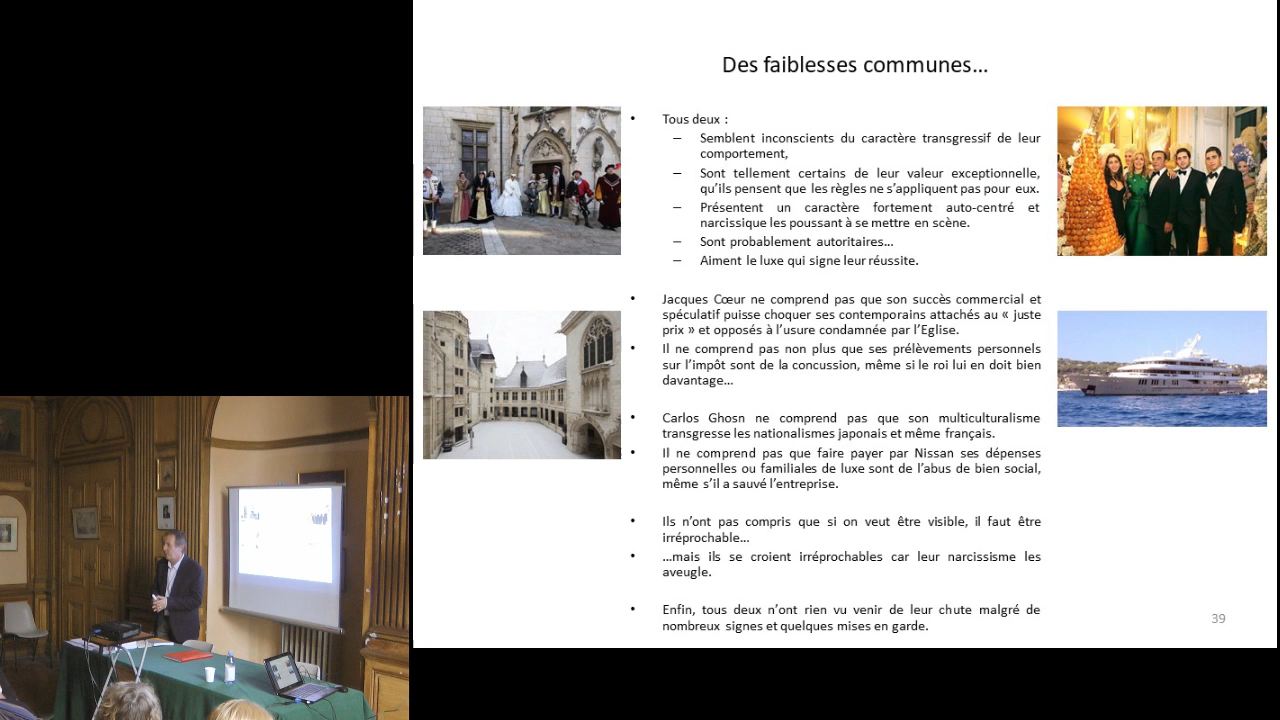 Des faiblesses communes…
• Tous deux :
– Semblent inconscients du caractère transgressif de leur
comportement,
– Sont tellement certains de leur valeur exceptionnelle,
qu’ils pensent que les règles ne s’appliquent pas pour eux.
– Présentent un caractère fortement auto-centré et
narcissique les poussant à se mettre en scène.
– Sont probablement autoritaires…
– Aiment le luxe qui signe leur réussite.
• Jacques Cœur ne comprend pas que son succès commercial et
spéculatif puisse choquer ses contemporains attachés au « juste
prix » et opposés à l’usure condamnée par l’Eglise.
• Il ne comprend pas non plus que ses prélèvements personnels
sur l’impôt sont de la concussion, même si le roi lui en doit bien
davantage…
• Carlos Ghosn ne comprend pas que son multiculturalisme
transgresse les nationalismes japonais et même français.
• Il ne comprend pas que faire payer par Nissan ses dépenses
personnelles ou familiales de luxe sont de l’abus de bien social,
même s’il a sauvé l’entreprise.
• Ils n’ont pas compris que si on veut être visible, il faut être
irréprochable…
• …mais ils se croient irréprochables car leur narcissisme les
aveugle.
• Enfin, tous deux n’ont rien vu venir de leur chute malgré de
nombreux signes et quelques mises en garde.
39